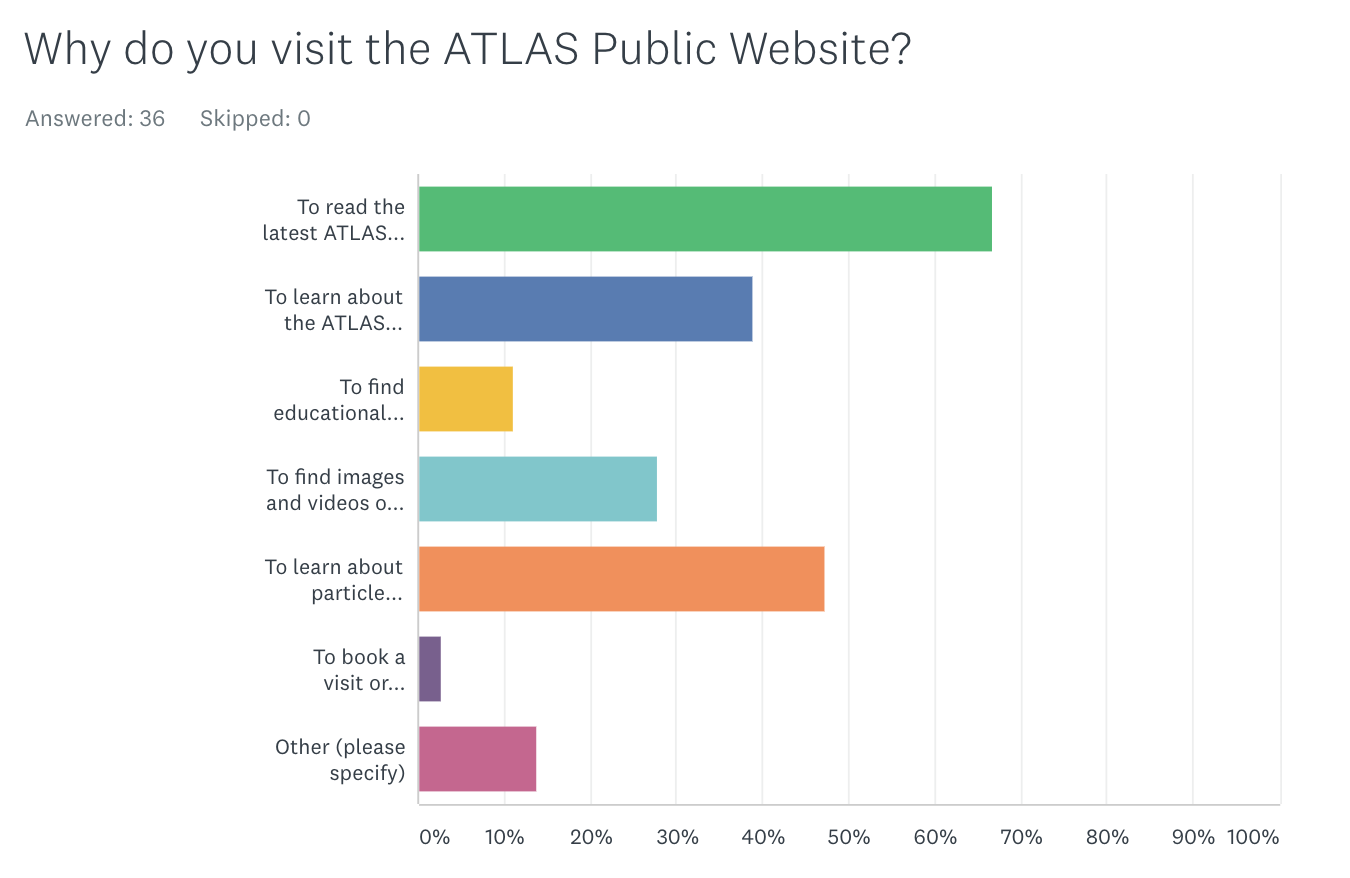 Why do you visit the ATLAS Public Website?
Answered: 36 Skipped: 0
To read the
latest ATLAS...
To learn about
the ATLAS...
To find
educational...
To find images
and videos o...
To learn about
particle...
To book a
visit or...
Other (please
specify)
0% 10% 20% 30% 40% 50% 60% 70% 80% 90% 100%